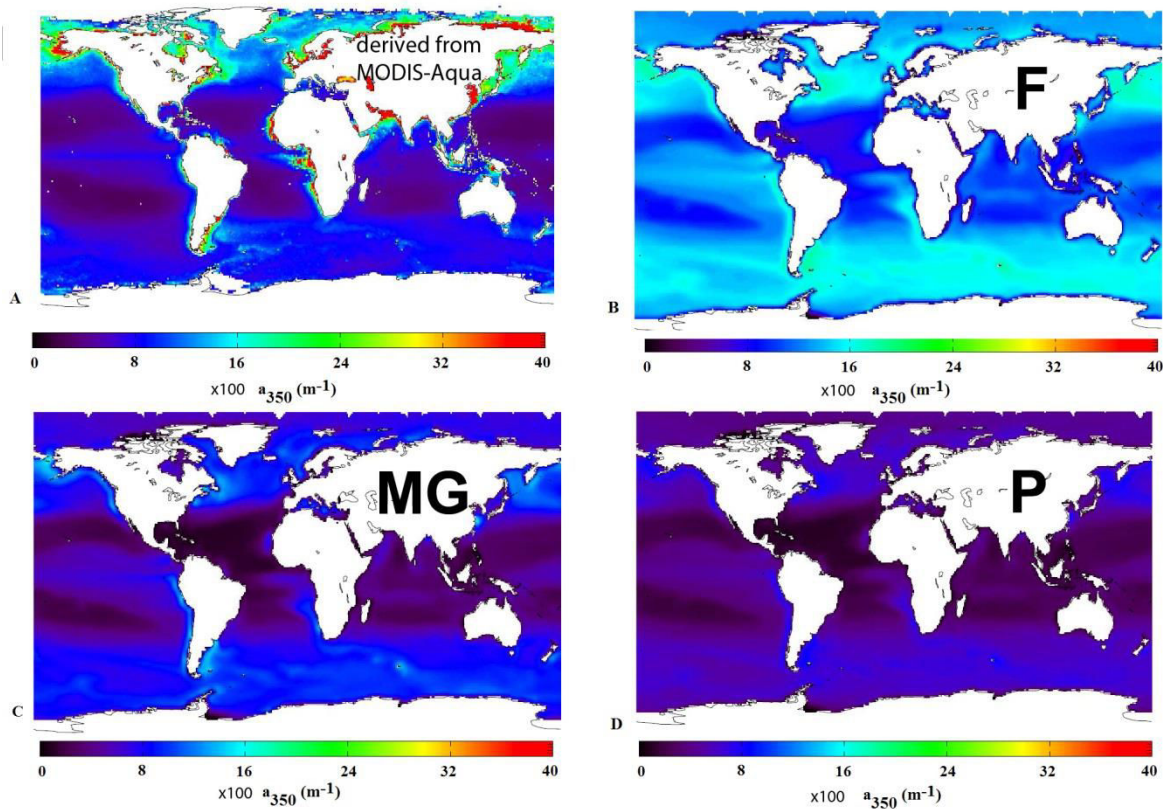 derived from
MODIS-Aqua
A
0 8 16 24 32 40
x100 a350 (m-1)
F
B
0 8 16 24 32 40
x100 a350 (m-1)
MG
C
0 8 16 24 32 40
x100 a350 (m-1)
P
D
0 8 16 24 32 40
x100 a350 (m-1)